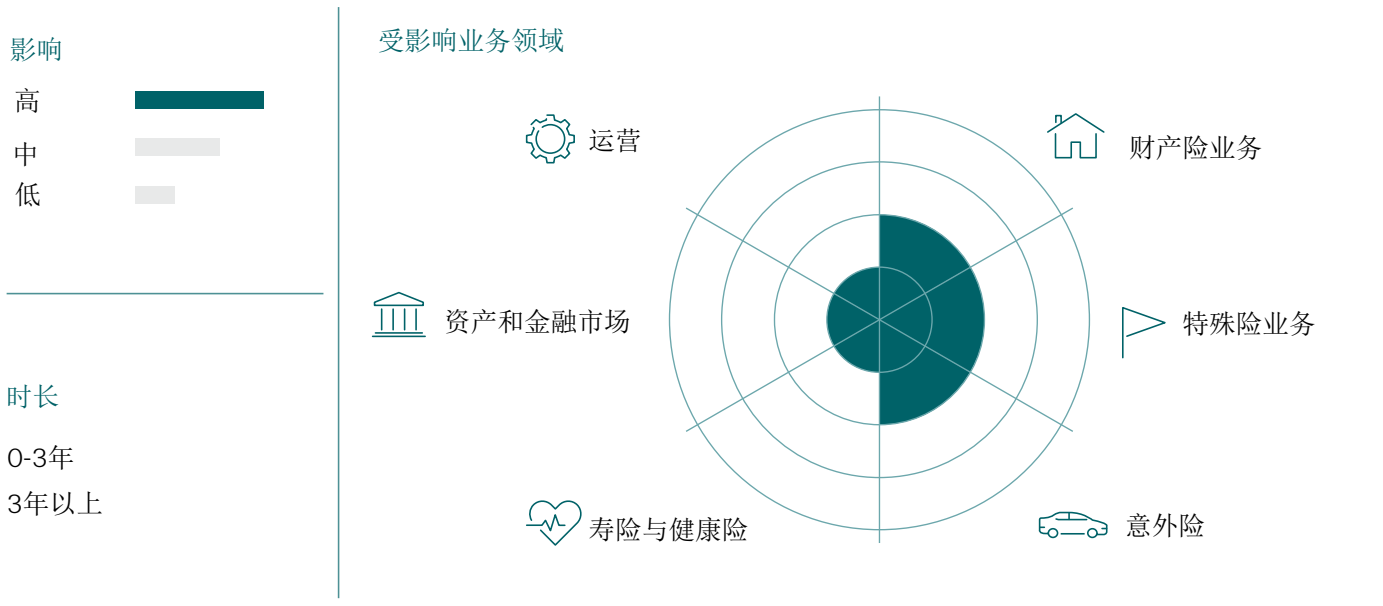 影响
高
中
低
时长
0-3年
3年以上
受影响业务领域
运营
财产险业务
资产和金融市场
特殊险业务
寿险与健康险
意外险